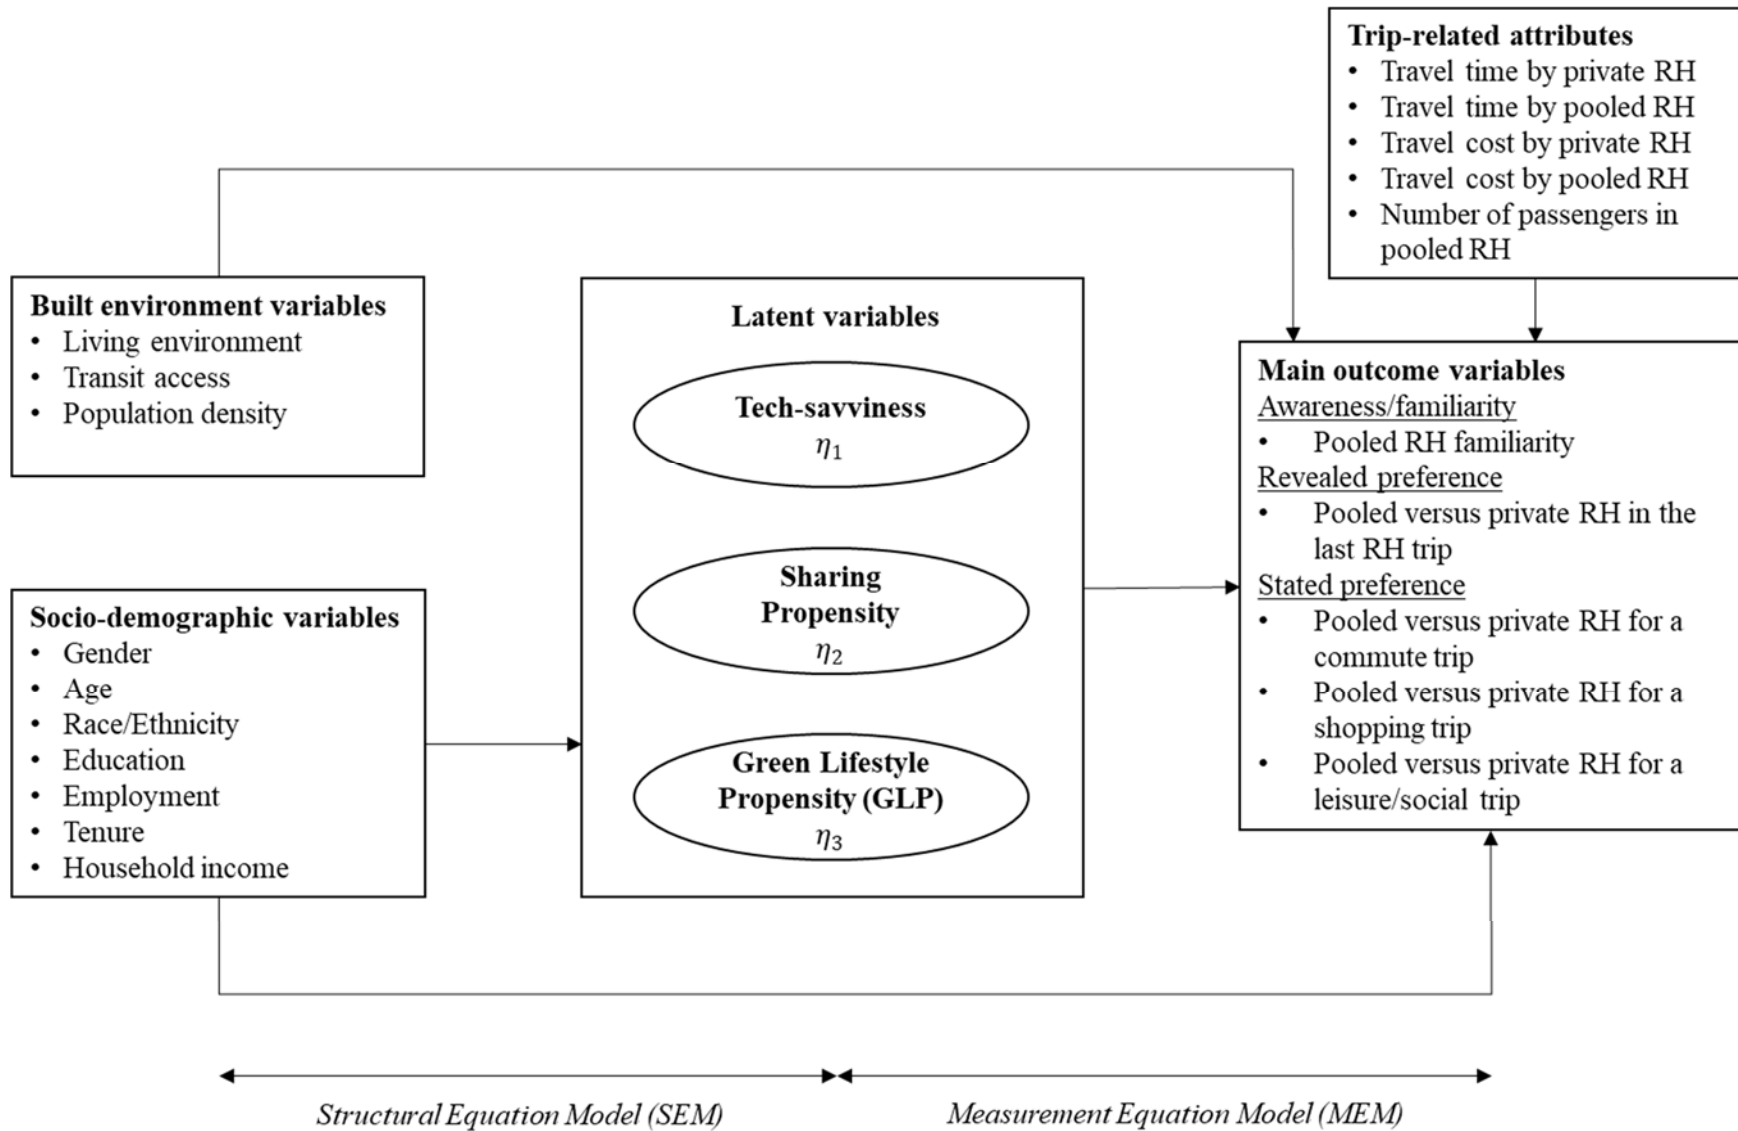 Trip-related attributes
• Travel time by private RH
• Travel time by pooled RH
• Travel cost by private RH
• Travel cost by pooled RH
• Number of passengers in
pooled RH
Built environment variables
• Living environment
• Transit access
• Population density
Socio-demographic variables
• Gender
• Age
• Race/Ethnicity
• Education
• Employment
• Tenure
• Household income
Latent variables
Tech-savviness
η₁
Sharing
Propensity
η₂
Green Lifestyle
Propensity (GLP)
η₃
Main outcome variables
Awareness/familiarity
• Pooled RH familiarity
Revealed preference
• Pooled versus private RH in the
last RH trip
Stated preference
• Pooled versus private RH for a
commute trip
• Pooled versus private RH for a
shopping trip
• Pooled versus private RH for a
leisure/social trip
Structural Equation Model (SEM)
Measurement Equation Model (MEM)